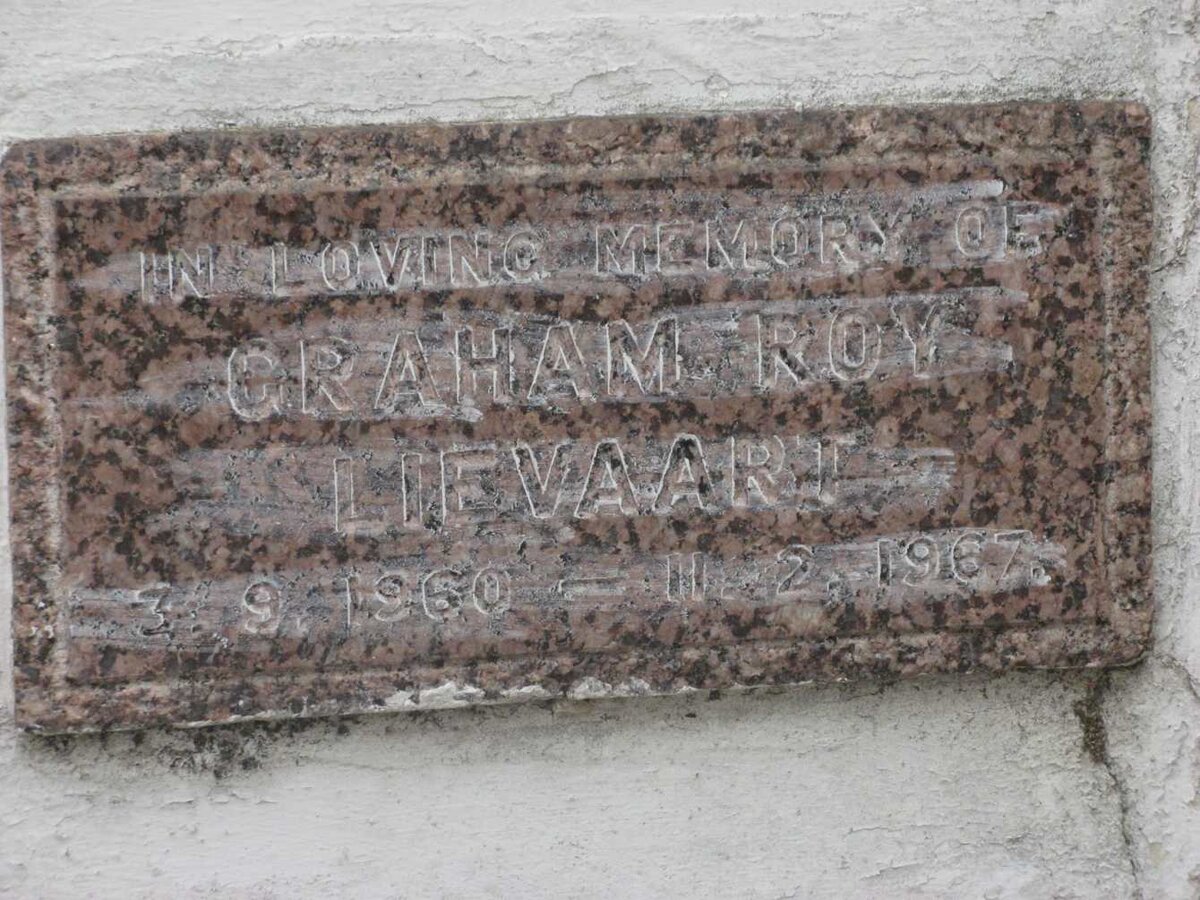 IN LOVING MEMORY OF
GRAHAM ROY
LIEVAART
3. 9. 1960 — 11. 2. 1967.